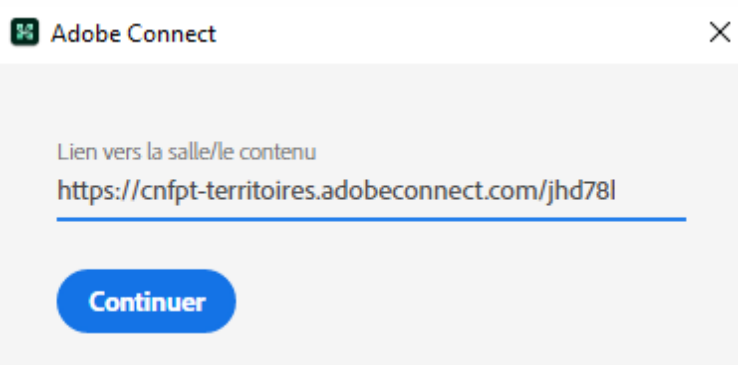 Adobe Connect
Lien vers la salle/le contenu
https://cnfpt-territoires.adobeconnect.com/jhd78l
Continuer